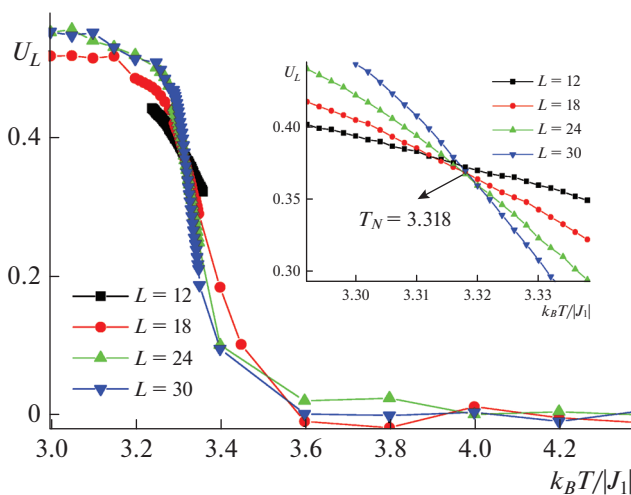 U_L
0.4
0.2
0
3.0 3.2 3.4 3.6 3.8 4.0 4.2
k_BT/|J_1|
L = 12
L = 18
L = 24
L = 30
U_L
0.40
0.35
0.30
3.30 3.31 3.32 3.33
k_BT/|J_1|
L = 12
L = 18
L = 24
L = 30
T_N = 3.318